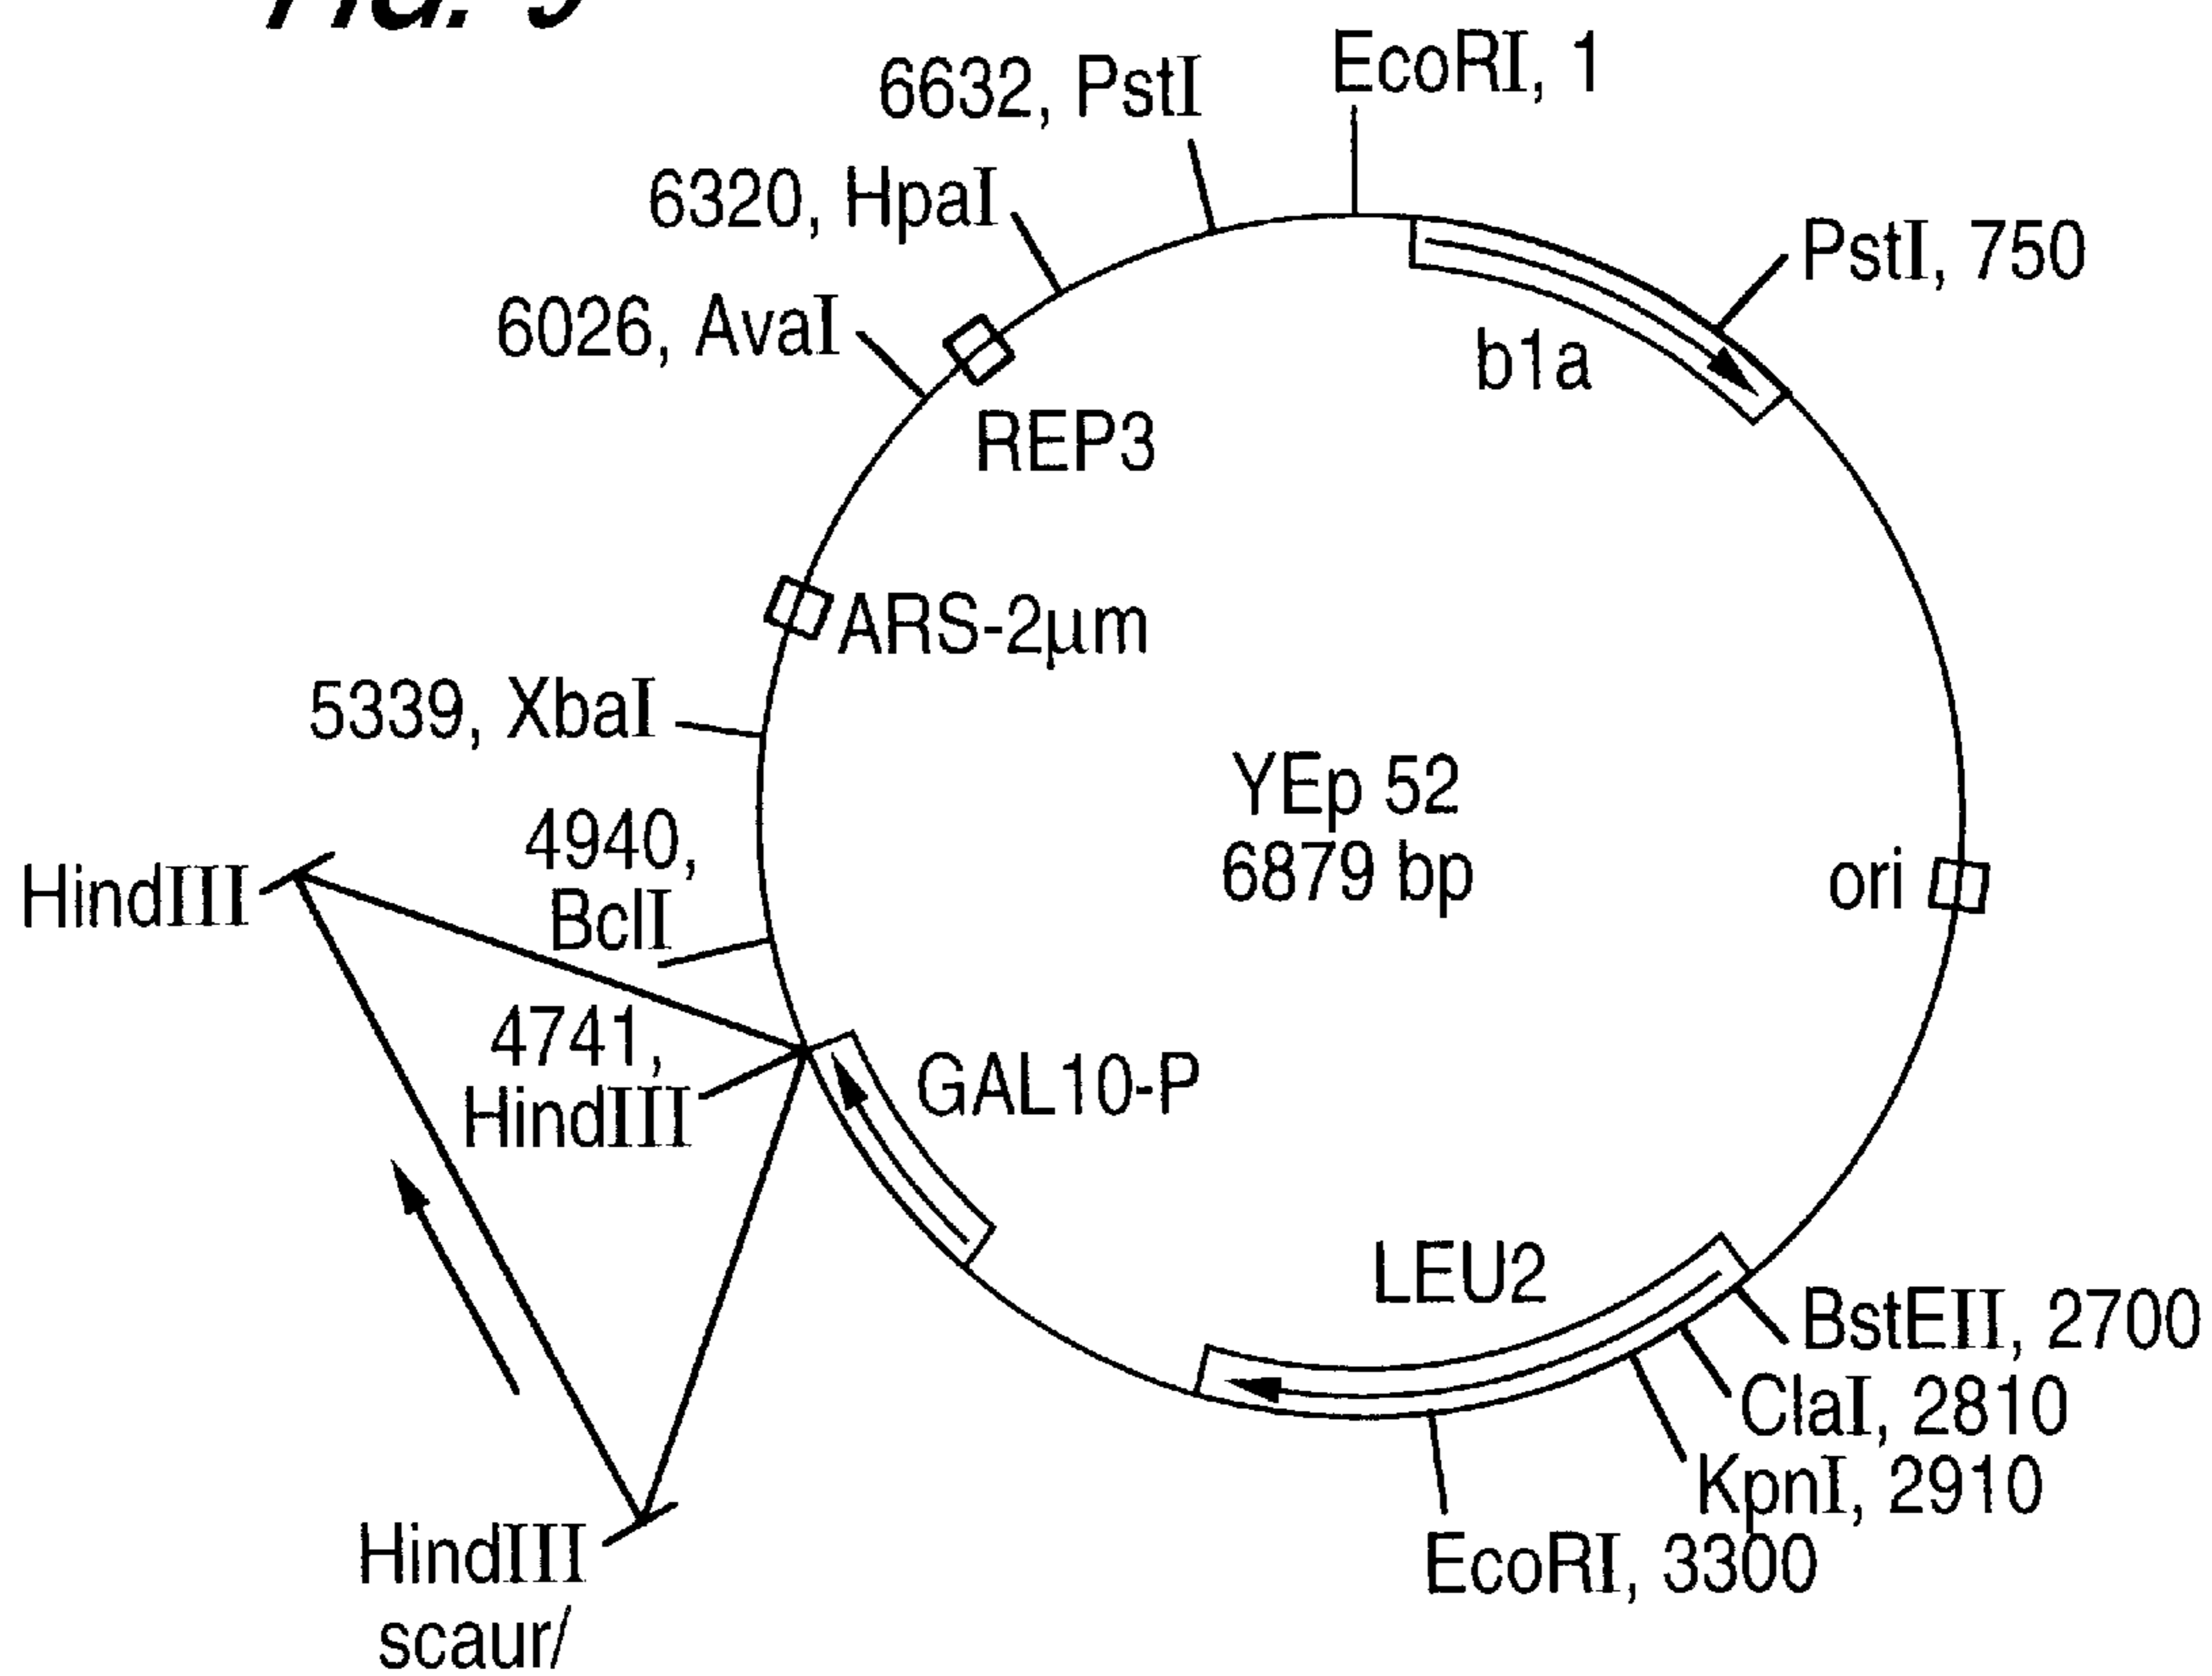 FIG. 9
EcoRI, 1
6632, PstI
6320, HpaI
PstI, 750
6026, AvaI
b1a
REP3
ARS-2μm
5339, XbaI
YEp 52
6879 bp
4940,
BclI
ori
HindIII
4741,
HindIII
GAL10-P
LEU2
BstEII, 2700
ClaI, 2810
KpnI, 2910
EcoRI, 3300
HindIII
scaur/